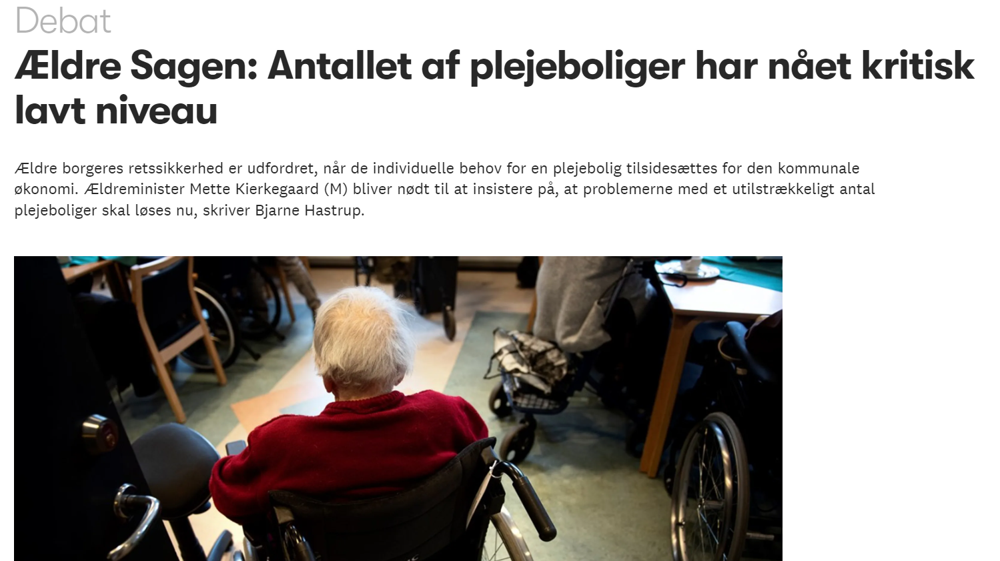 Debat
Ældre Sagen: Antallet af plejeboliger har nået kritisk
lavt niveau
Ældre borgeres retssikkerhed er udfordret, når de individuelle behov for en plejebolig tilsidesættes for den kommunale
økonomi. Ældreminister Mette Kierkegaard (M) bliver nødt til at insistere på, at problemerne med et utilstrækkeligt antal
plejeboliger skal løses nu, skriver Bjarne Hastrup.